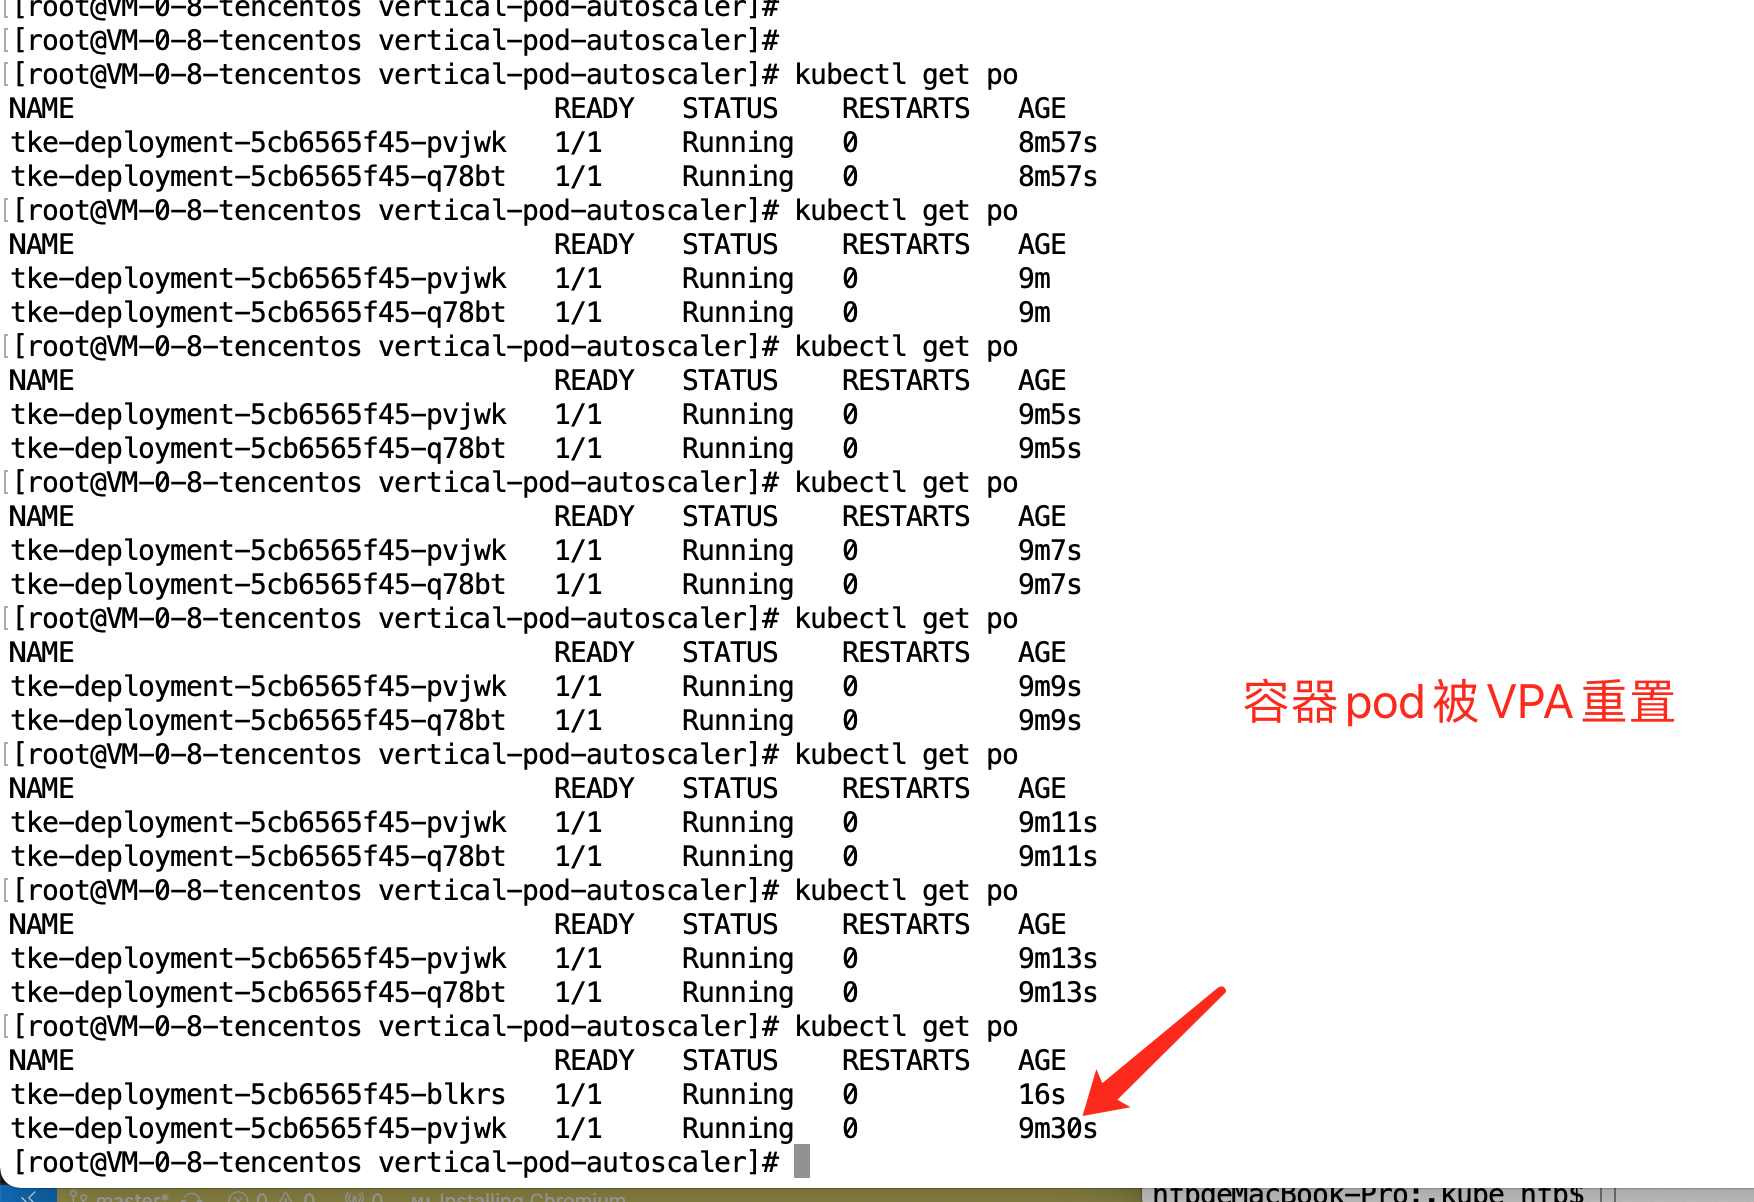 [root@VM-0-8-tencentos vertical-pod-autoscaler]#
[root@VM-0-8-tencentos vertical-pod-autoscaler]#
[root@VM-0-8-tencentos vertical-pod-autoscaler]# kubectl get po
NAME READY STATUS RESTARTS AGE
tke-deployment-5cb6565f45-pvjwk 1/1 Running 0 8m57s
tke-deployment-5cb6565f45-q78bt 1/1 Running 0 8m57s
[root@VM-0-8-tencentos vertical-pod-autoscaler]# kubectl get po
NAME READY STATUS RESTARTS AGE
tke-deployment-5cb6565f45-pvjwk 1/1 Running 0 9m
tke-deployment-5cb6565f45-q78bt 1/1 Running 0 9m
[root@VM-0-8-tencentos vertical-pod-autoscaler]# kubectl get po
NAME READY STATUS RESTARTS AGE
tke-deployment-5cb6565f45-pvjwk 1/1 Running 0 9m5s
tke-deployment-5cb6565f45-q78bt 1/1 Running 0 9m5s
[root@VM-0-8-tencentos vertical-pod-autoscaler]# kubectl get po
NAME READY STATUS RESTARTS AGE
tke-deployment-5cb6565f45-pvjwk 1/1 Running 0 9m7s
tke-deployment-5cb6565f45-q78bt 1/1 Running 0 9m7s
[root@VM-0-8-tencentos vertical-pod-autoscaler]# kubectl get po
NAME READY STATUS RESTARTS AGE
tke-deployment-5cb6565f45-pvjwk 1/1 Running 0 9m9s
容器pod被VPA重置
tke-deployment-5cb6565f45-q78bt 1/1 Running 0 9m9s
[root@VM-0-8-tencentos vertical-pod-autoscaler]# kubectl get po
NAME READY STATUS RESTARTS AGE
tke-deployment-5cb6565f45-pvjwk 1/1 Running 0 9m11s
tke-deployment-5cb6565f45-q78bt 1/1 Running 0 9m11s
[root@VM-0-8-tencentos vertical-pod-autoscaler]# kubectl get po
NAME READY STATUS RESTARTS AGE
tke-deployment-5cb6565f45-pvjwk 1/1 Running 0 9m13s
tke-deployment-5cb6565f45-q78bt 1/1 Running 0 9m13s
[root@VM-0-8-tencentos vertical-pod-autoscaler]# kubectl get po
NAME READY STATUS RESTARTS AGE
tke-deployment-5cb6565f45-blkrs 1/1 Running 0 16s
tke-deployment-5cb6565f45-pvjwk 1/1 Running 0 9m30s
[root@VM-0-8-tencentos vertical-pod-autoscaler]#
master* 0 0 0 Installing Chromium